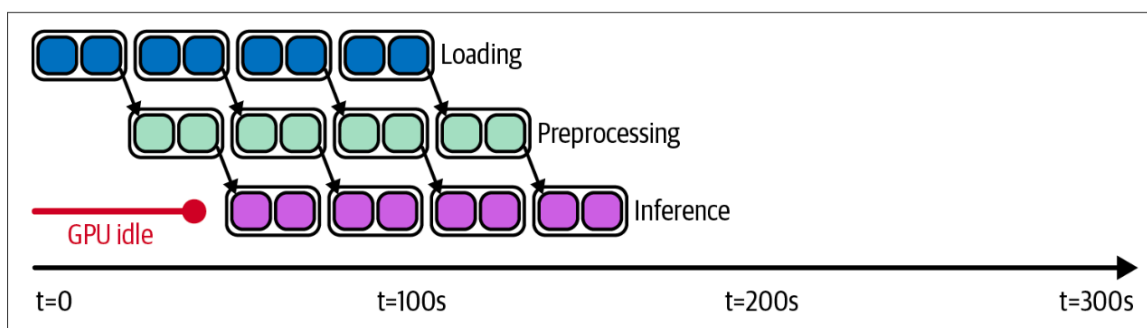 Loading
Preprocessing
Inference
GPU idle
t=0 t=100s t=200s t=300s